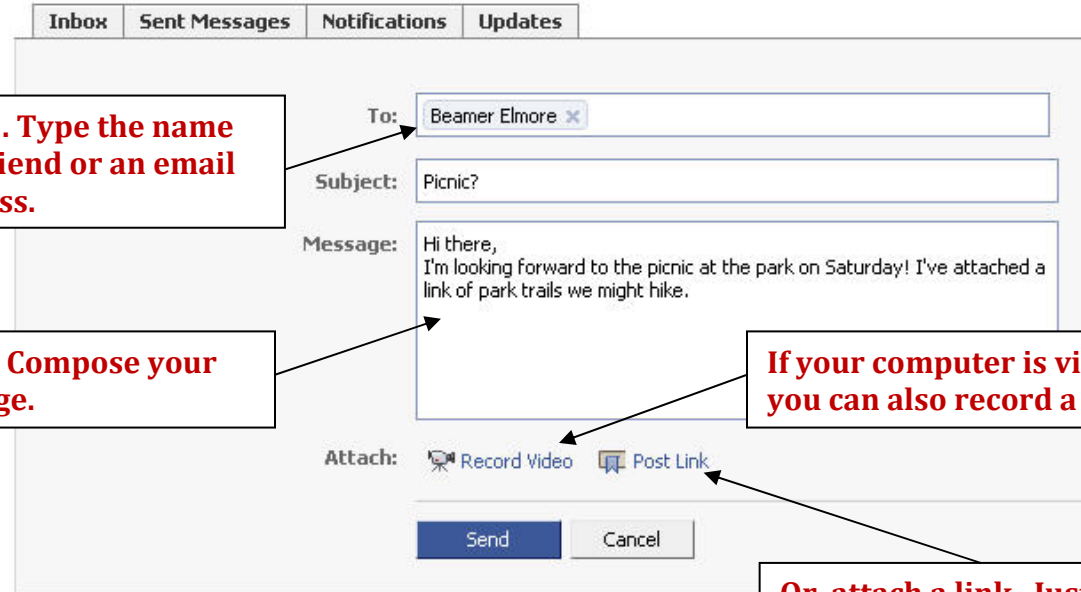 Inbox Sent Messages Notifications Updates
. Type the name
iend or an email
ss.
To: Beamer Elmore
Subject: Picnic?
Message: Hi there,
I'm looking forward to the picnic at the park on Saturday! I've attached a
link of park trails we might hike.
Compose your
ge.
If your computer is vi
you can also record a
Attach: Record Video Post Link
Send Cancel
Or, attach a link. Jus